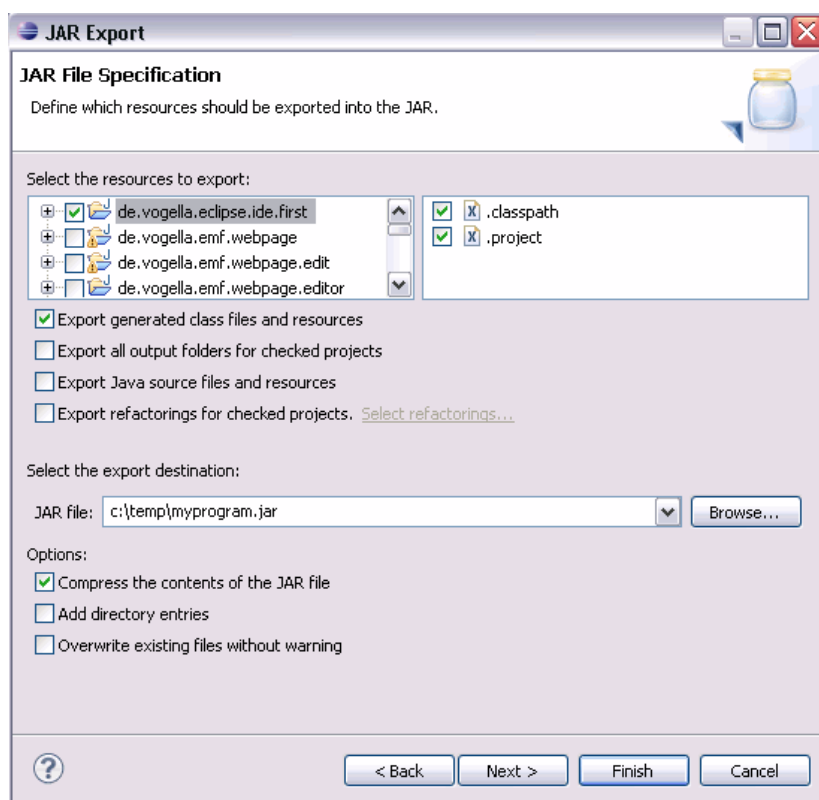 JAR Export
JAR File Specification
Define which resources should be exported into the JAR.
Select the resources to export:
de.vogella.eclipse.ide.first
de.vogella.emf.webpage
de.vogella.emf.webpage.edit
de.vogella.emf.webpage.editor
.classpath
.project
Export generated class files and resources
Export all output folders for checked projects
Export Java source files and resources
Export refactorings for checked projects. Select refactorings...
Select the export destination:
JAR file: c:\temp\myprogram.jar Browse...
Options:
Compress the contents of the JAR file
Add directory entries
Overwrite existing files without warning
? < Back Next > Finish Cancel